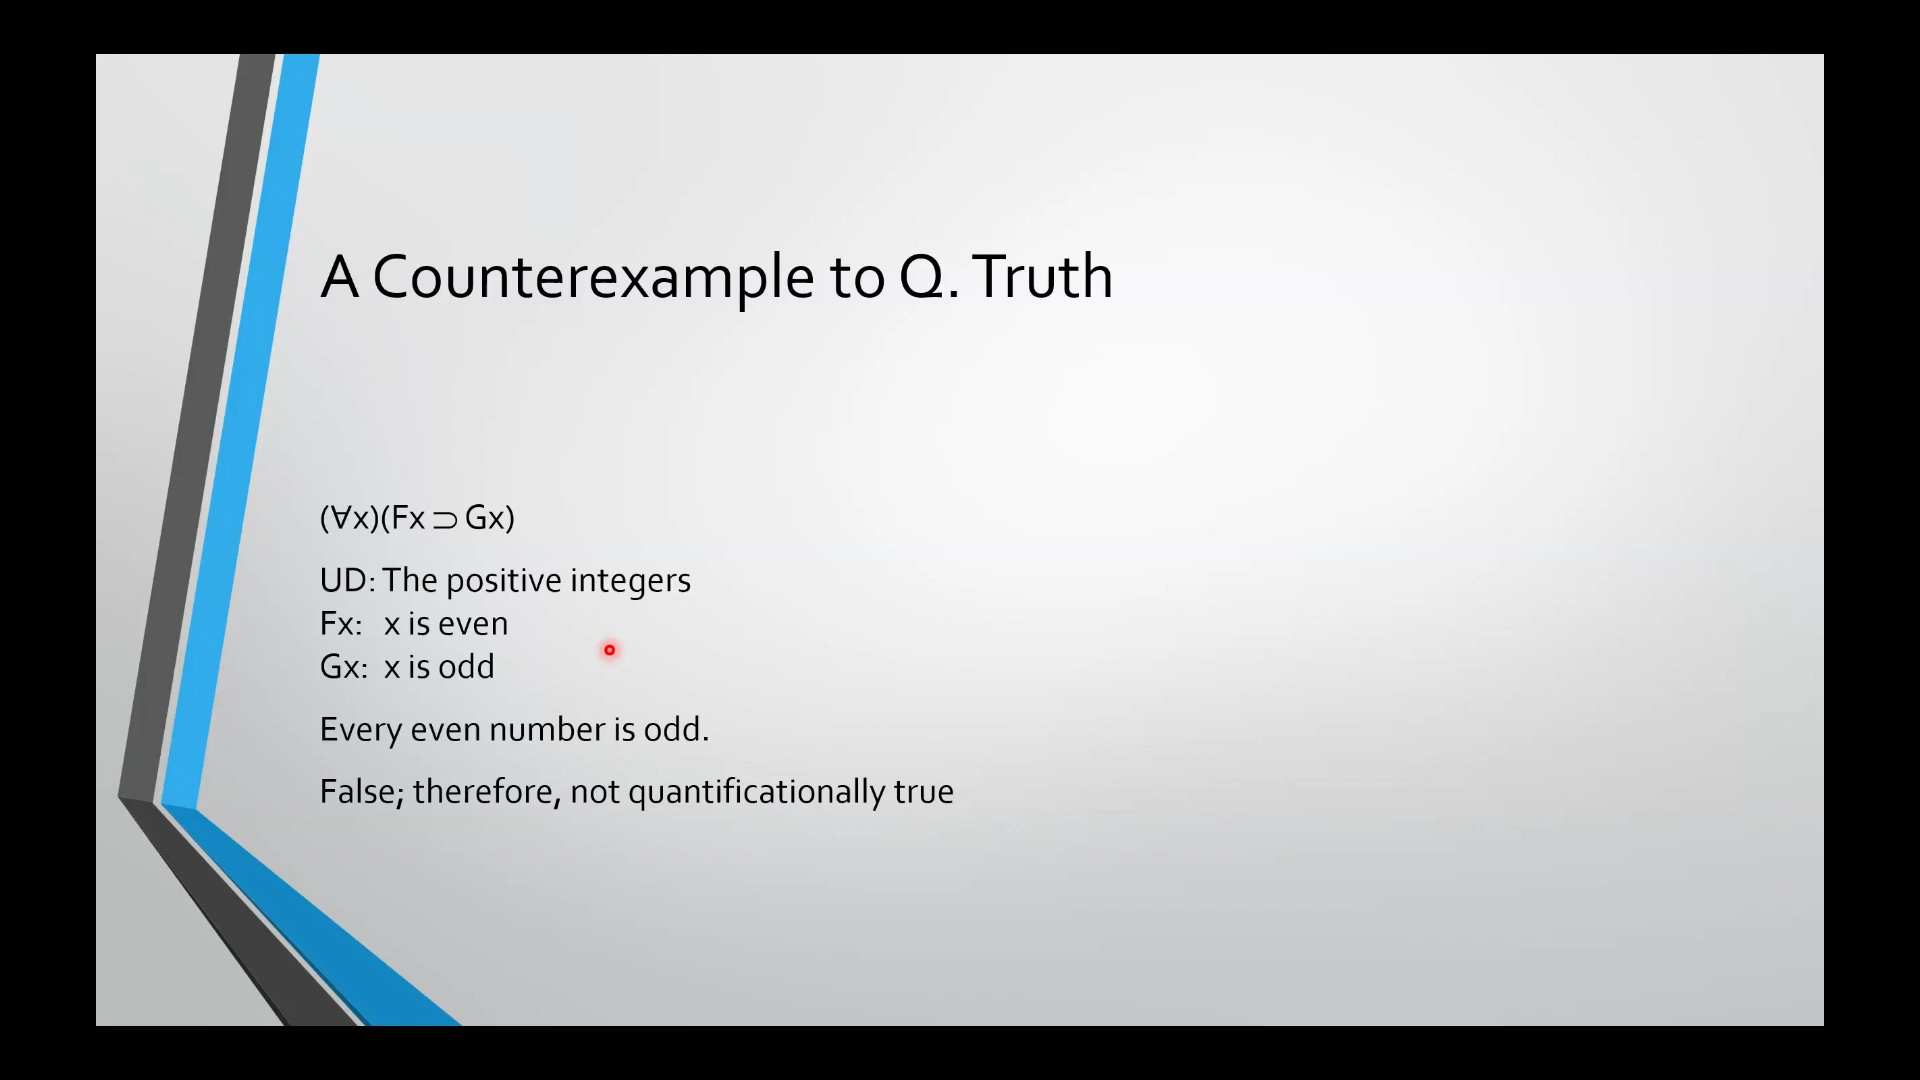 A Counterexample to Q. Truth
(∀x)(Fx ⊃ Gx)
UD: The positive integers
Fx: x is even
Gx: x is odd
Every even number is odd.
False; therefore, not quantificationally true